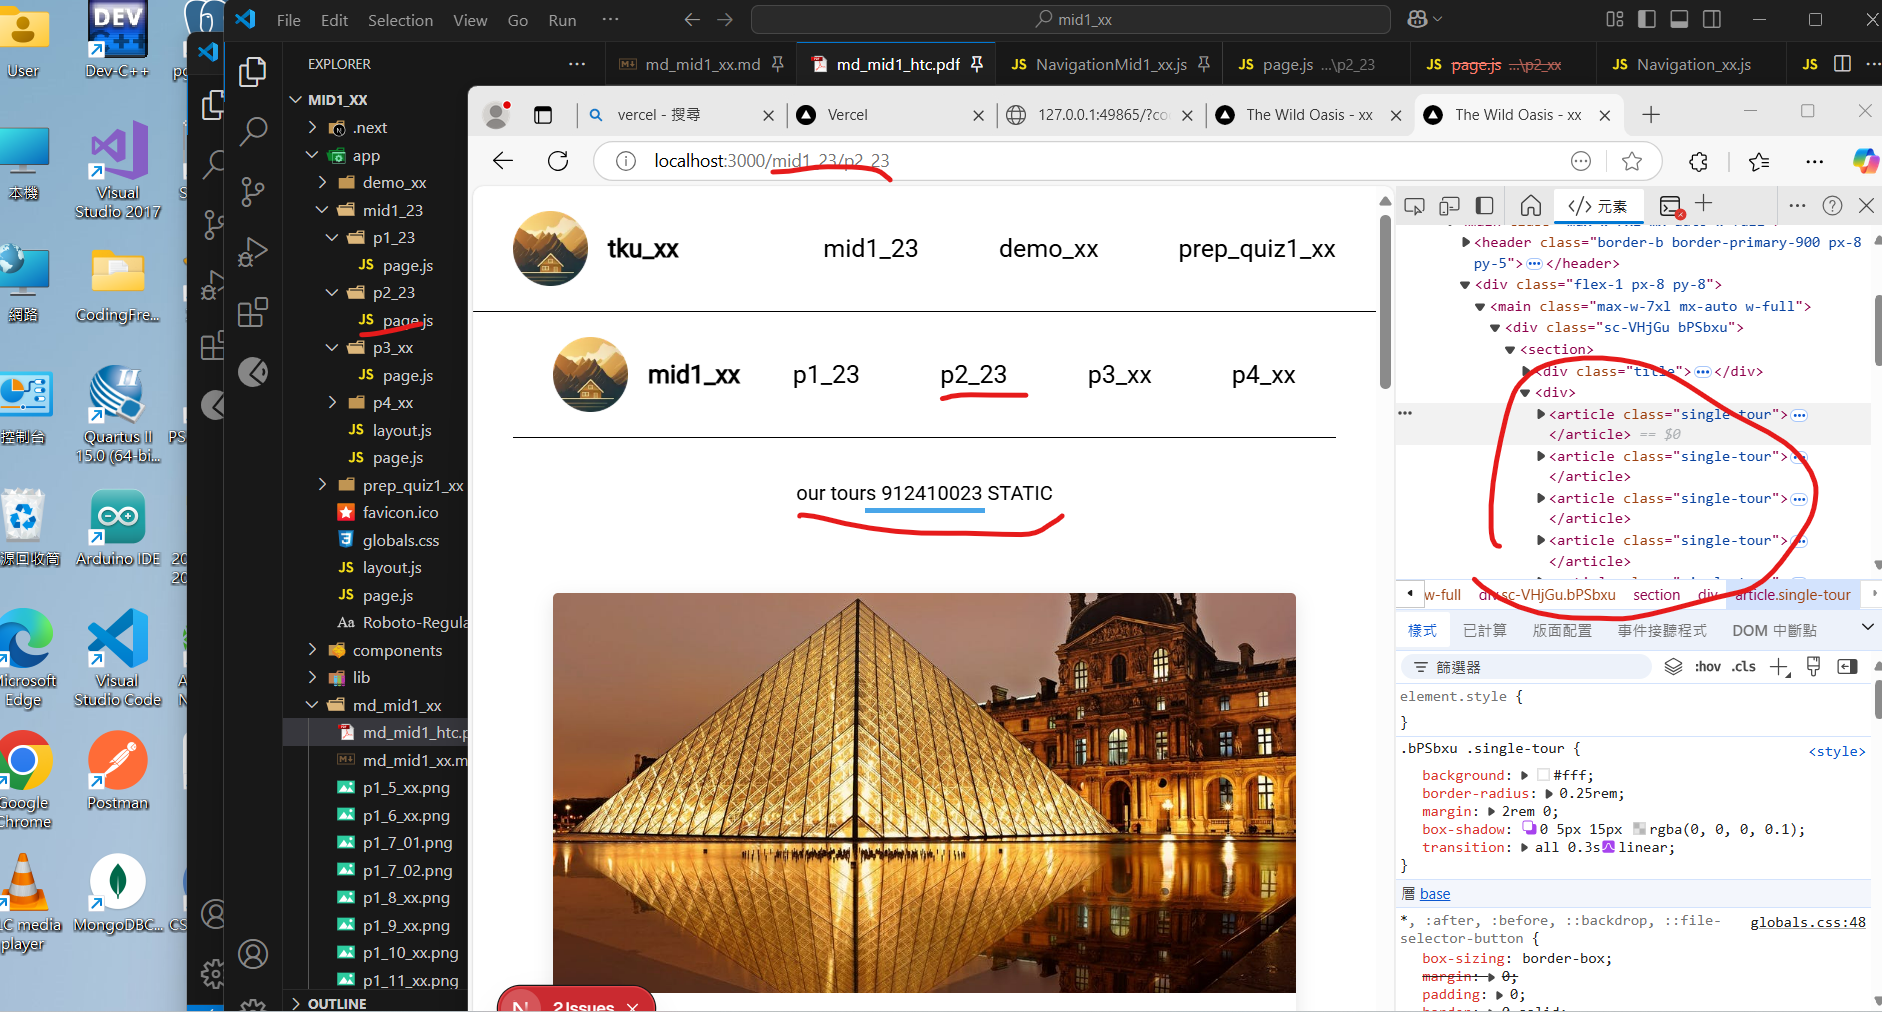 User
Dev-C++
本機
Visual
Studio 2017
網路
CodingFre...
控制台
Quartus II
15.0 (64-bi...
Arduino IDE
Microsoft
Edge
Visual
Studio Code
Google
Chrome
Postman
VLC media
player
MongoDBC...
File Edit Selection View Go Run ···
mid1_xx
EXPLORER ···
md_mid1_xx.md
md_mid1_htc.pdf
JS NavigationMid1_xx.js
JS page.js ...\p2_23
JS page.js ...\p2_xx
JS Navigation_xx.js
JS
MID1_XX
.next
app
demo_xx
mid1_23
p1_23
JS page.js
p2_23
JS page.js
p3_xx
JS page.js
p4_xx
JS layout.js
JS page.js
prep_quiz1_xx
favicon.ico
globals.css
JS layout.js
JS page.js
Aa Roboto-Regula
components
lib
md_mid1_xx
md_mid1_htc.p
md_mid1_xx.m
p1_5_xx.png
p1_6_xx.png
p1_7_01.png
p1_7_02.png
p1_8_xx.png
p1_9_xx.png
p1_10_xx.png
p1_11_xx.png
OUTLINE
vercel - 搜尋
Vercel
127.0.0.1:49865/?co
The Wild Oasis - xx
The Wild Oasis - xx
localhost:3000/mid1_23/p2_23
tku_xx mid1_23 demo_xx prep_quiz1_xx
mid1_xx p1_23 p2_23 p3_xx p4_xx
our tours 912410023 STATIC
2 Issues
元素
<header class="border-b border-primary-900 px-8
py-5"> </header>
<div class="flex-1 px-8 py-8">
<main class="max-w-7xl mx-auto w-full">
<div class="sc-VHjGu bPSbxu">
<section>
<div class="title"> </div>
<div>
<article class="single-tour">
</article> == $0
<article class="single-tour">
</article>
<article class="single-tour">
</article>
<article class="single-tour">
</article>
w-full div.sc-VHjGu.bPSbxu section div article.single-tour
樣式 已計算 版面配置 事件接聽程式 DOM 中斷點
篩選器 :hov .cls
element.style {
}
.bPSbxu .single-tour { <style>
background: #fff;
border-radius: 0.25rem;
margin: 2rem 0;
box-shadow: 0 5px 15px rgba(0, 0, 0, 0.1);
transition: all 0.3s linear;
}
層 base
*, :after, :before, ::backdrop, ::file-selector-button { globals.css:48
box-sizing: border-box;
margin: 0;
padding: 0;
border: 0 solid;